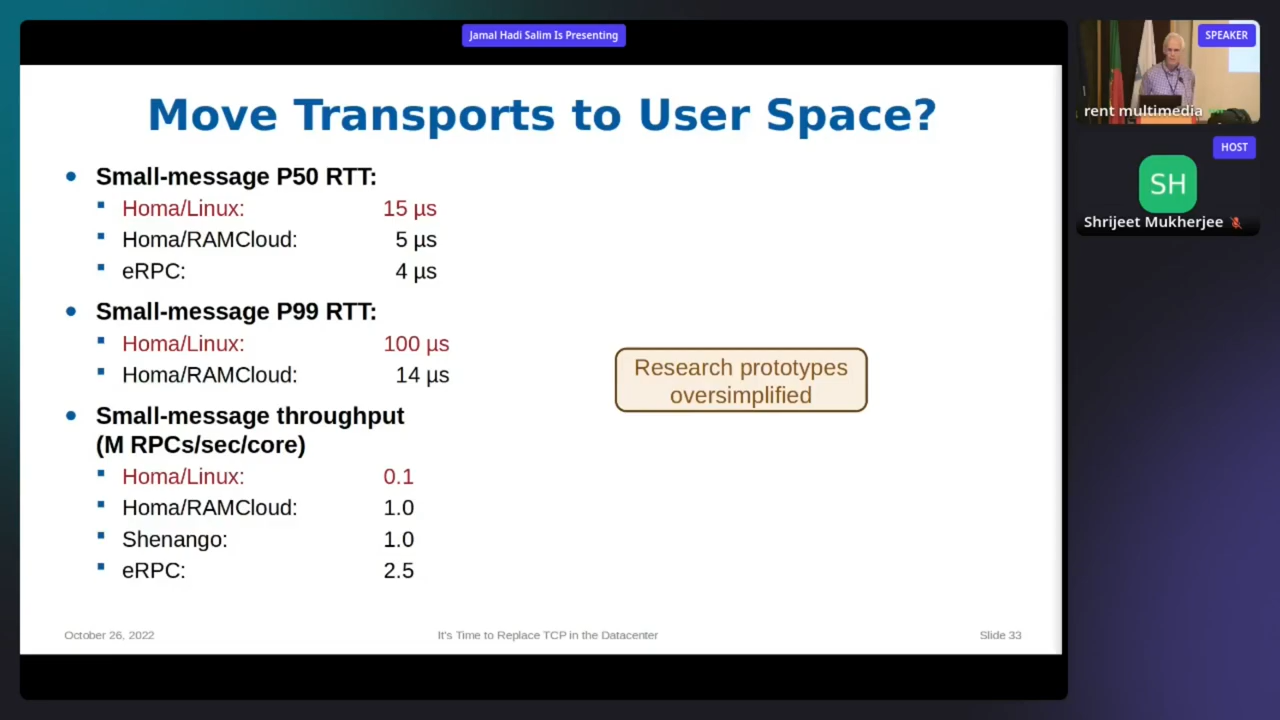 Jamal Hadi Salim Is Presenting
Move Transports to User Space?
Small-message P50 RTT:
Homa/Linux: 15 µs
Homa/RAMCloud: 5 µs
eRPC: 4 µs
Small-message P99 RTT:
Homa/Linux: 100 µs
Homa/RAMCloud: 14 µs
Small-message throughput
(M RPCs/sec/core)
Homa/Linux: 0.1
Homa/RAMCloud: 1.0
Shenango: 1.0
eRPC: 2.5
Research prototypes
oversimplified
October 26, 2022 It's Time to Replace TCP in the Datacenter Slide 33
SPEAKER
rent multimedia
HOST
SH
Shrijeet Mukherjee